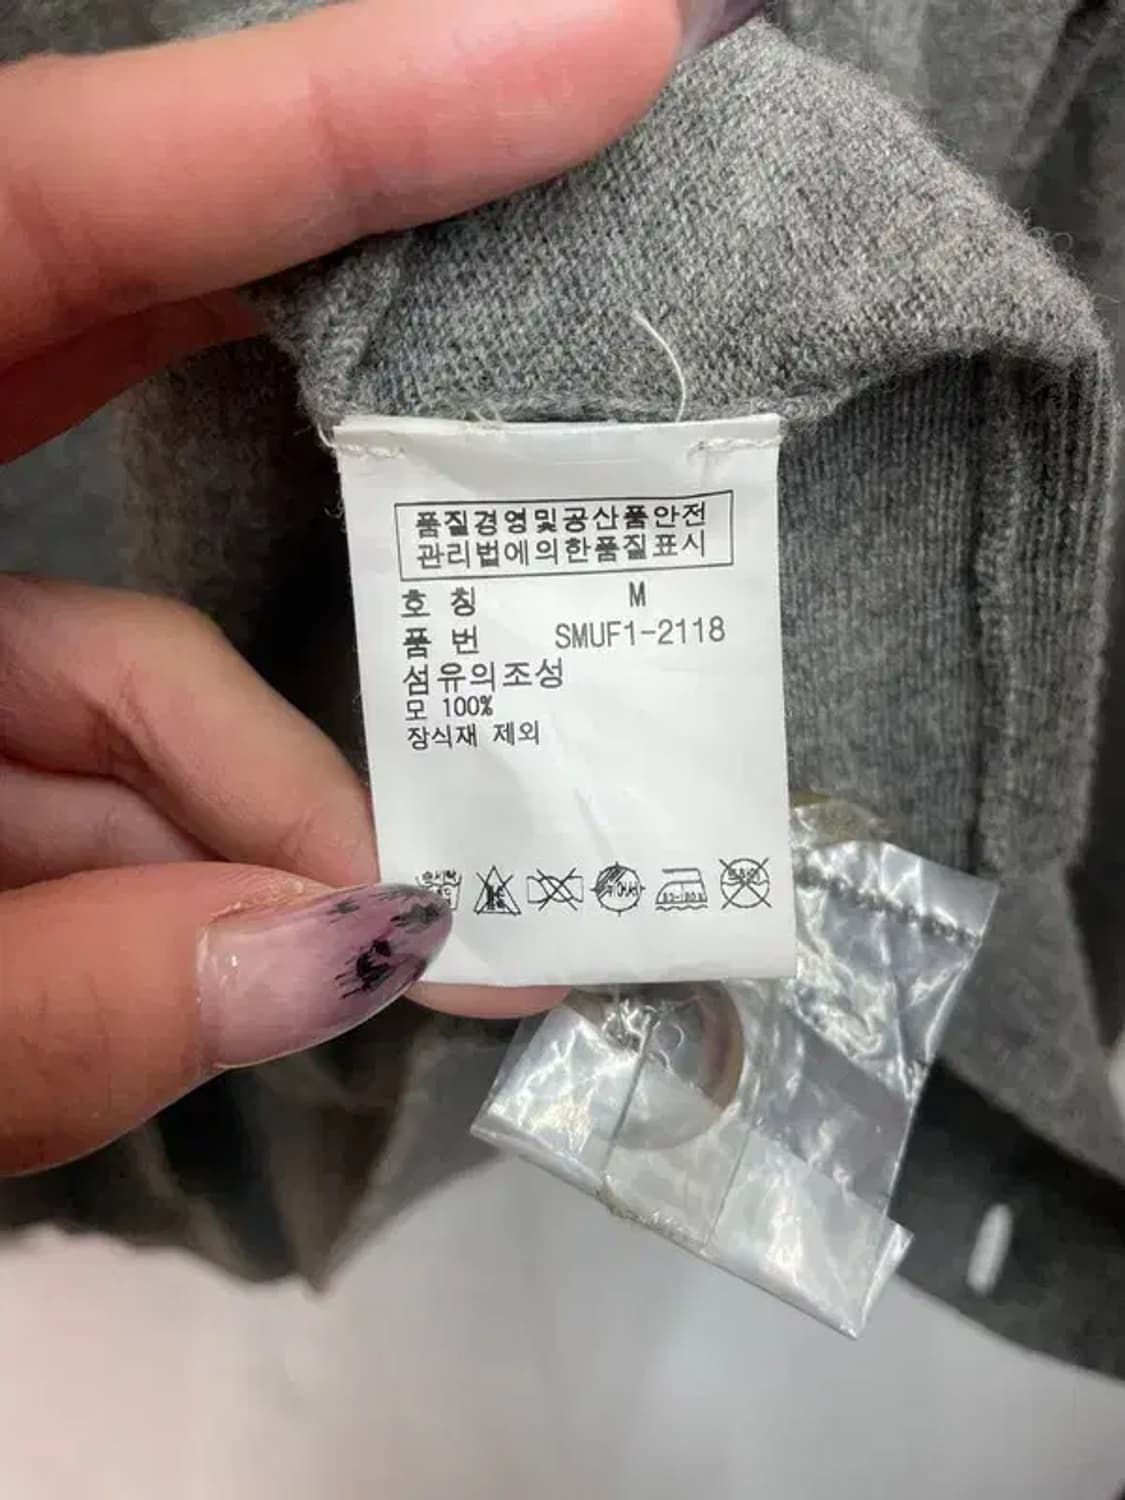 품질경영및공산품안전
관리법에의한품질표시
호 칭 M
품 번 SMUF1-2118
섬유의조성
모 100%
장식재 제외